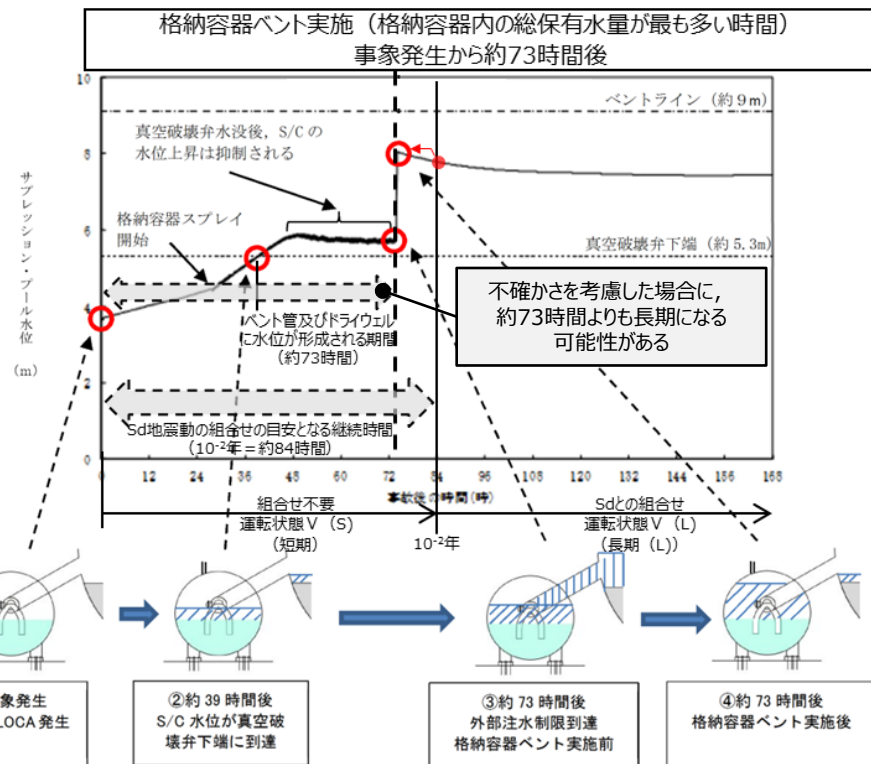 格納容器ベント実施（格納容器内の総保有水量が最も多い時間）
事象発生から約73時間後
10
ベントライン（約9m）
真空破壊弁水没後，S/Cの
水位上昇は抑制される
8
サプレッション・プール水位
（m）
格納容器スプレイ
開始
6
真空破壊弁下端（約5.3m）
不確かさを考慮した場合に，
約73時間よりも長期になる
可能性がある
4
ベント管及びドライウェル
に水位が形成される期間
（約73時間）
2
Sd地震動の組合せの目安となる継続時間
（10⁻²年＝約84時間）
0
0 12 24 36 48 60 72 84 96 108 120 132 144 156 168
事故後の時間(時)
組合せ不要
運転状態Ⅴ（S）
（短期）
10⁻²年
Sdとの組合せ
運転状態Ⅴ（L）
（長期（L））
象発生
LOCA発生
②約39時間後
S/C水位が真空破
壊弁下端に到達
③約73時間後
外部注水制限到達
格納容器ベント実施前
④約73時間後
格納容器ベント実施後